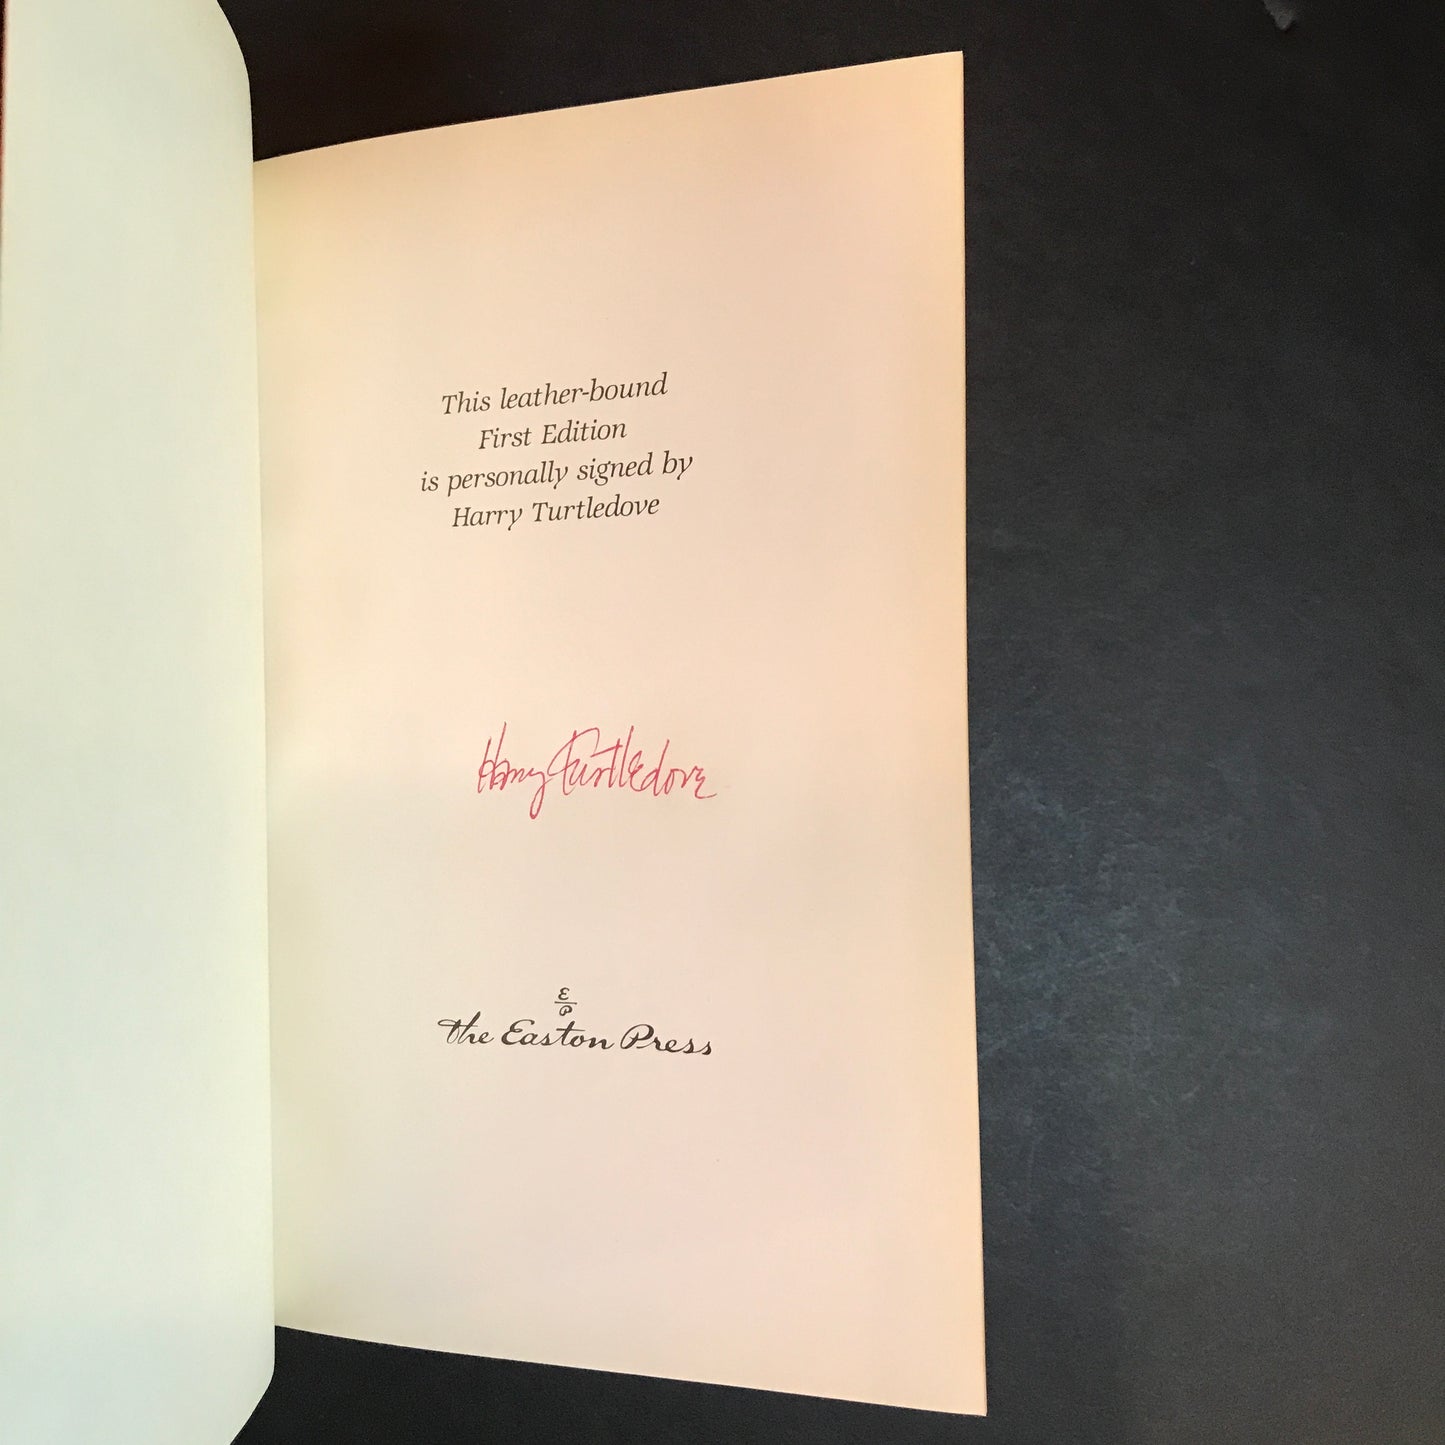 This leather-bound
First Edition
is personally signed by
Harry Turtledove
Harry Turtledove
E
P
The Easton Press